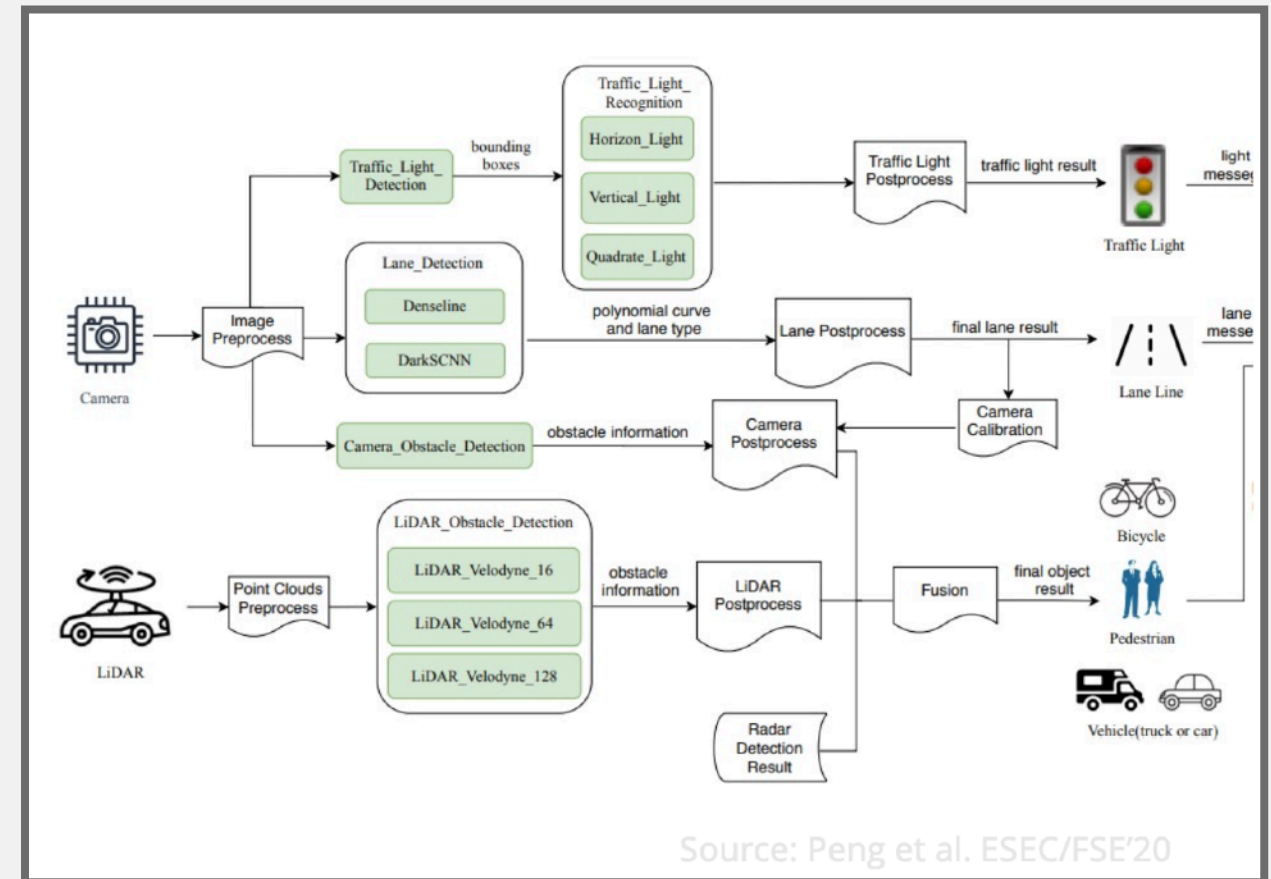 Traffic_Light_
Recognition
Horizon_Light
Vertical_Light
Quadrate_Light
bounding
boxes
Traffic_Light_
Detection
Traffic Light
Postprocess
traffic light result
Traffic Light
light
Lane_Detection
Denseline
DarkSCNN
Image
Preprocess
Camera
polynomial curve
and lane type
Lane Postprocess
final lane result
Lane Line
lane
Camera
Calibration
Camera
Postprocess
obstacle information
Camera_Obstacle_Detection
Bicycle
LiDAR_Obstacle_Detection
LiDAR_Velodyne_16
LiDAR_Velodyne_64
LiDAR_Velodyne_128
Point Clouds
Preprocess
LiDAR
obstacle
information
LiDAR
Postprocess
Fusion
final object
result
Pedestrian
Vehicle(truck or car)
Radar
Detection
Result
Source: Peng et al. ESEC/FSE'20